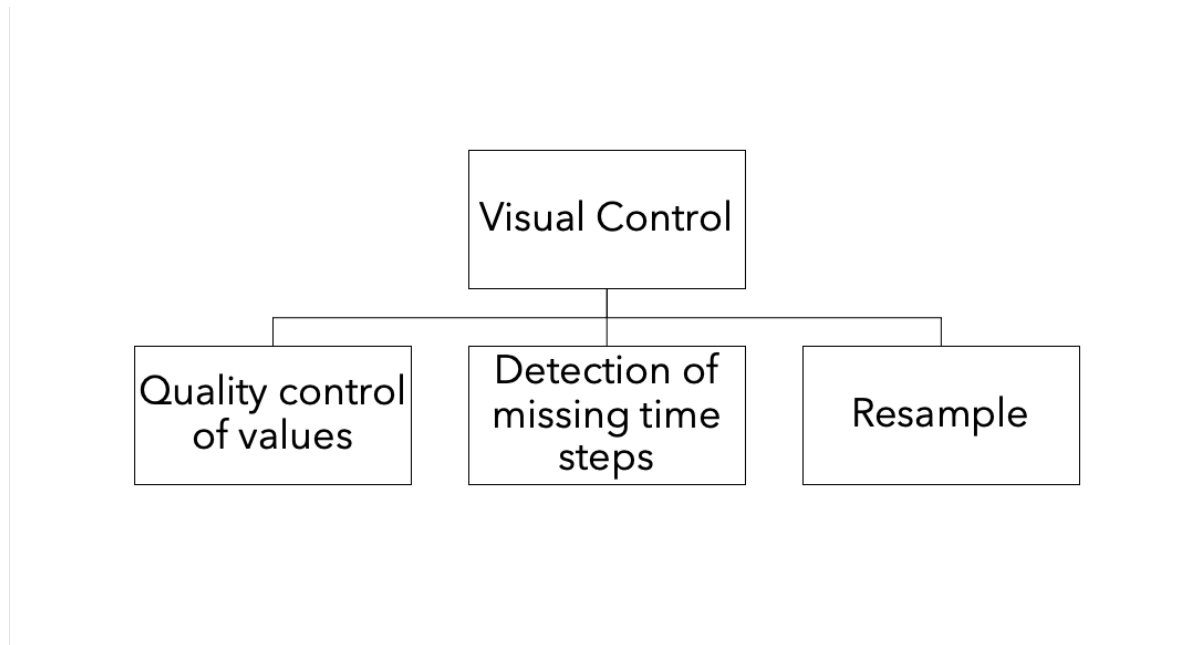 Visual Control
Quality control
of values
Detection of
missing time
steps
Resample